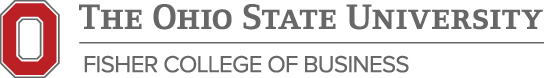 THE OHIO STATE UNIVERSITY
FISHER COLLEGE OF BUSINESS